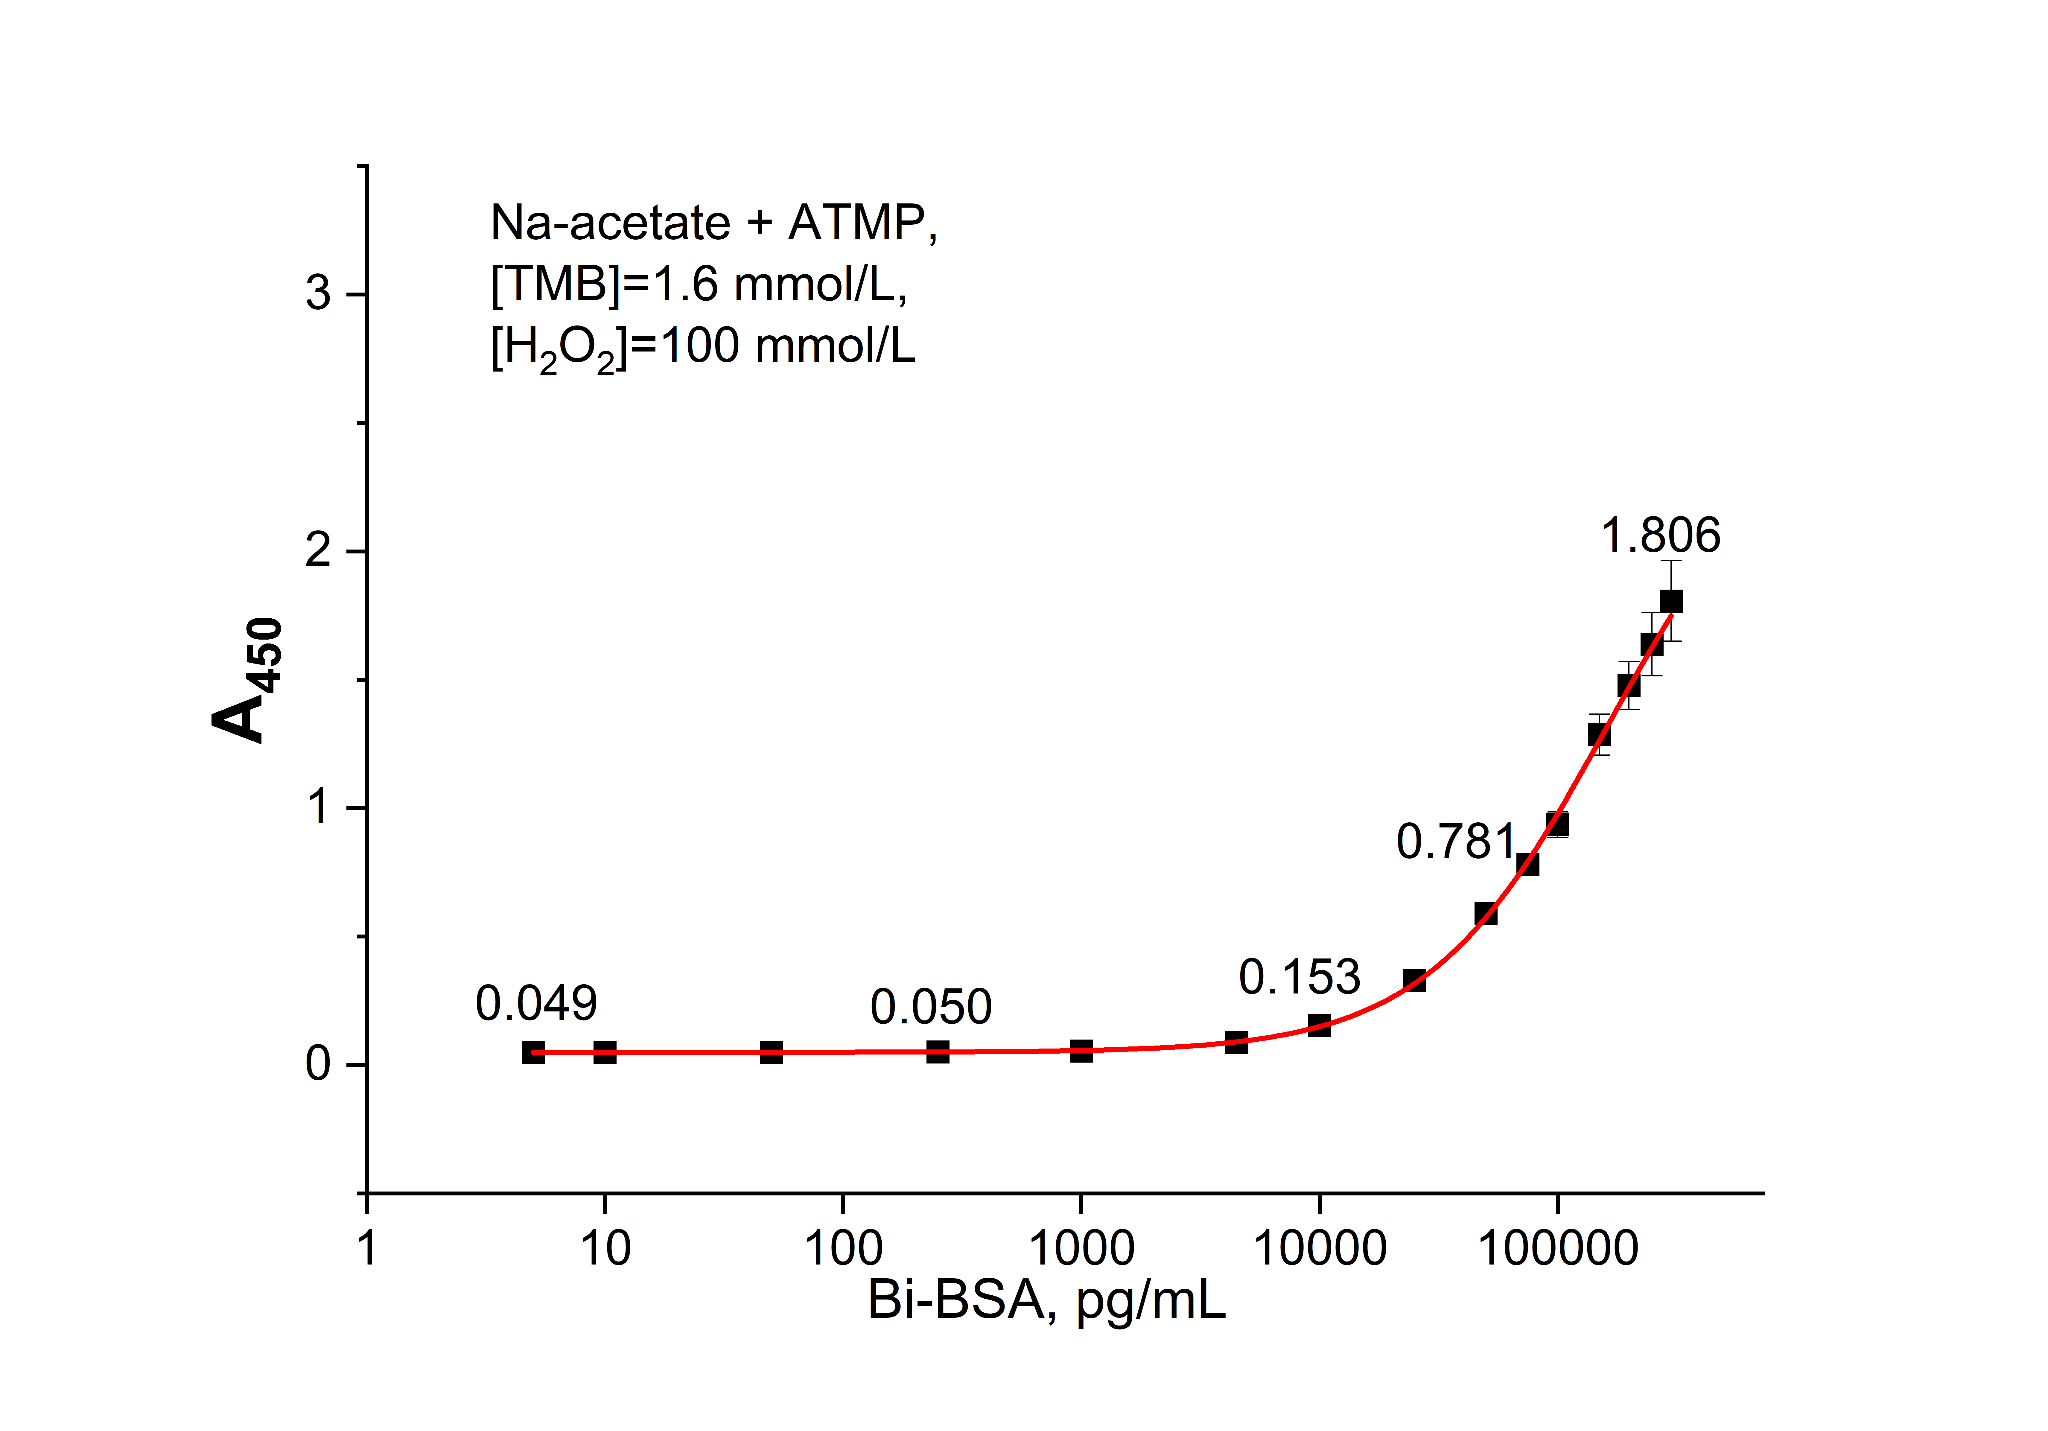 Na-acetate + ATMP,
[TMB]=1.6 mmol/L,
[H₂O₂]=100 mmol/L
3
2
1
0
A₄₅₀
1.806
0.781
0.153
0.049
0.050
1 10 100 1000 10000 100000
Bi-BSA, pg/mL